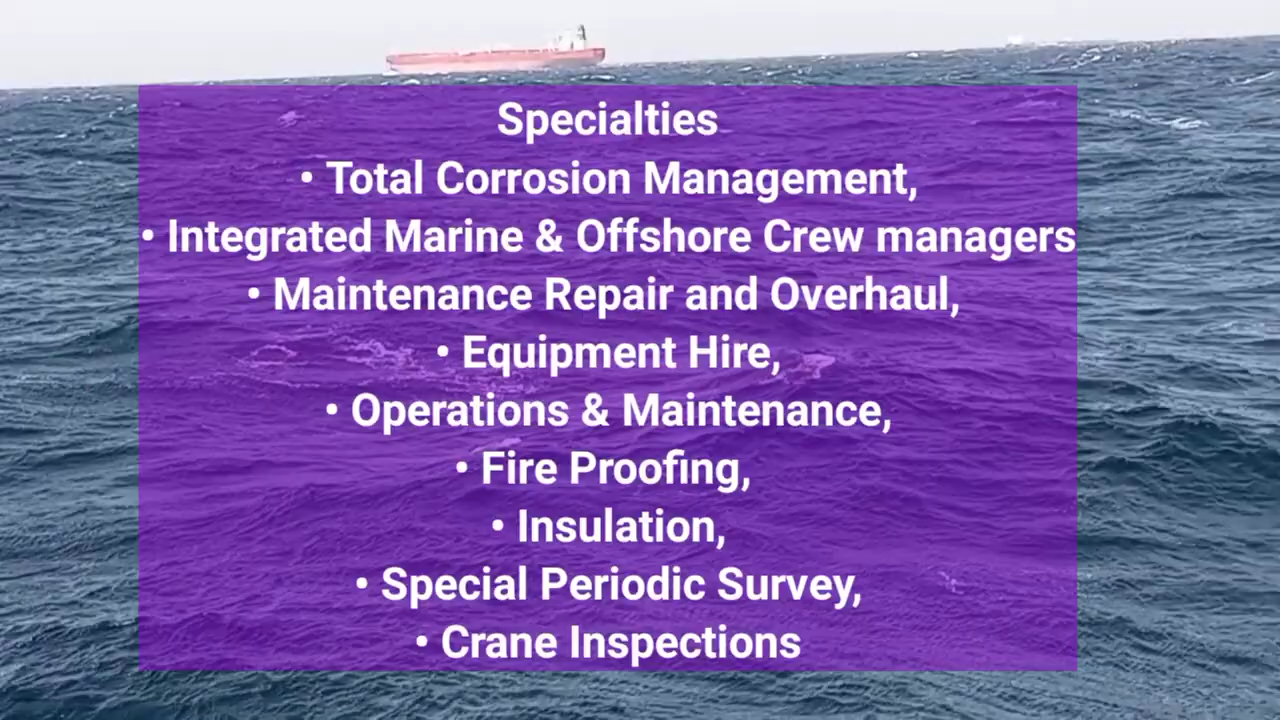 Specialties
• Total Corrosion Management,
• Integrated Marine & Offshore Crew managers
• Maintenance Repair and Overhaul,
• Equipment Hire,
• Operations & Maintenance,
• Fire Proofing,
• Insulation,
• Special Periodic Survey,
• Crane Inspections